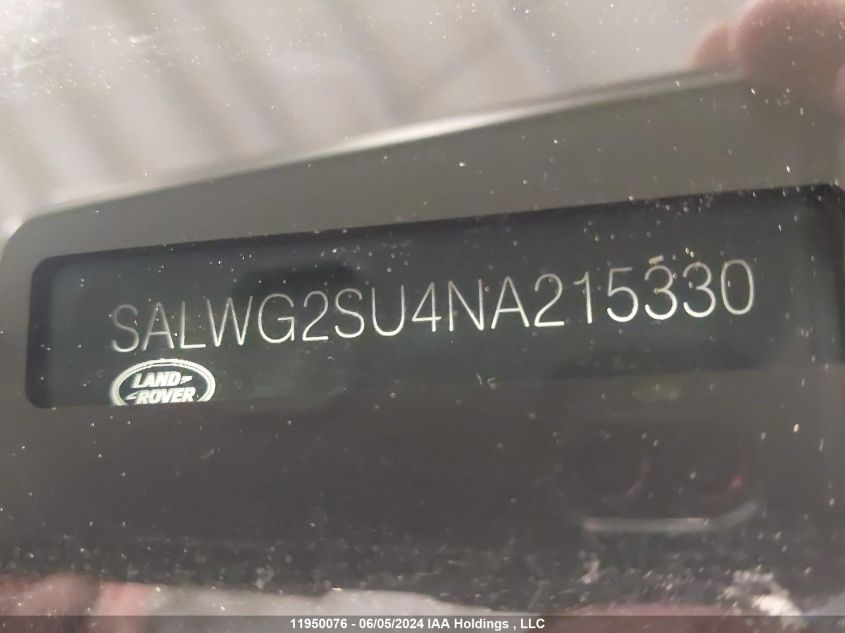 SALWG2SU4NA215330
LAND
ROVER
11950076 - 06/05/2024 IAA Holdings , LLC